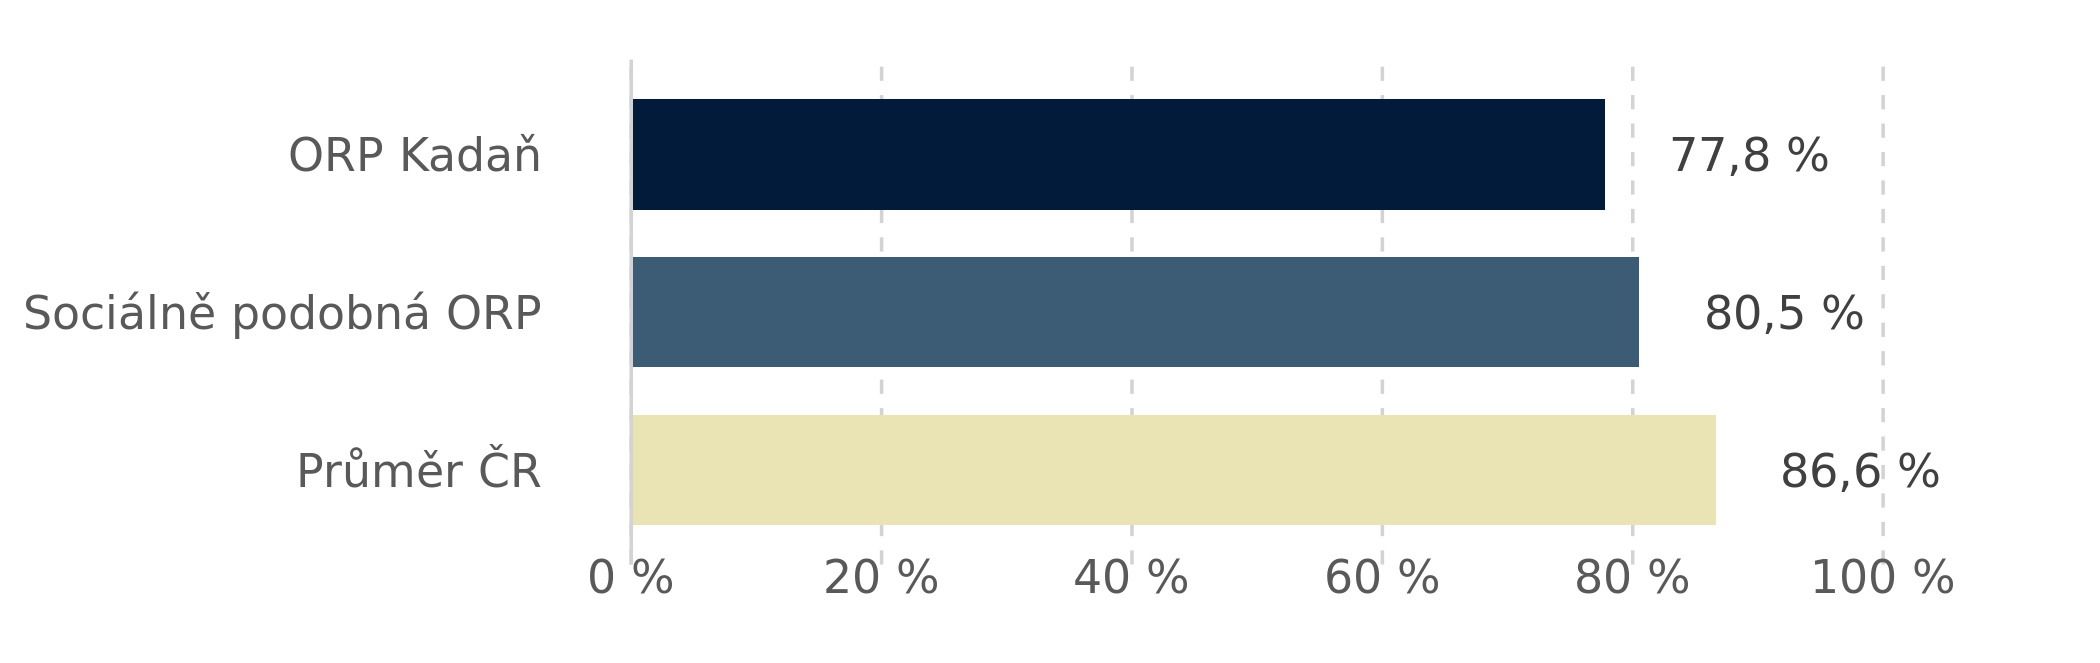 ORP Kadaň 77,8 %
Sociálně podobná ORP 80,5 %
Průměr ČR 86,6 %
0 % 20 % 40 % 60 % 80 % 100 %